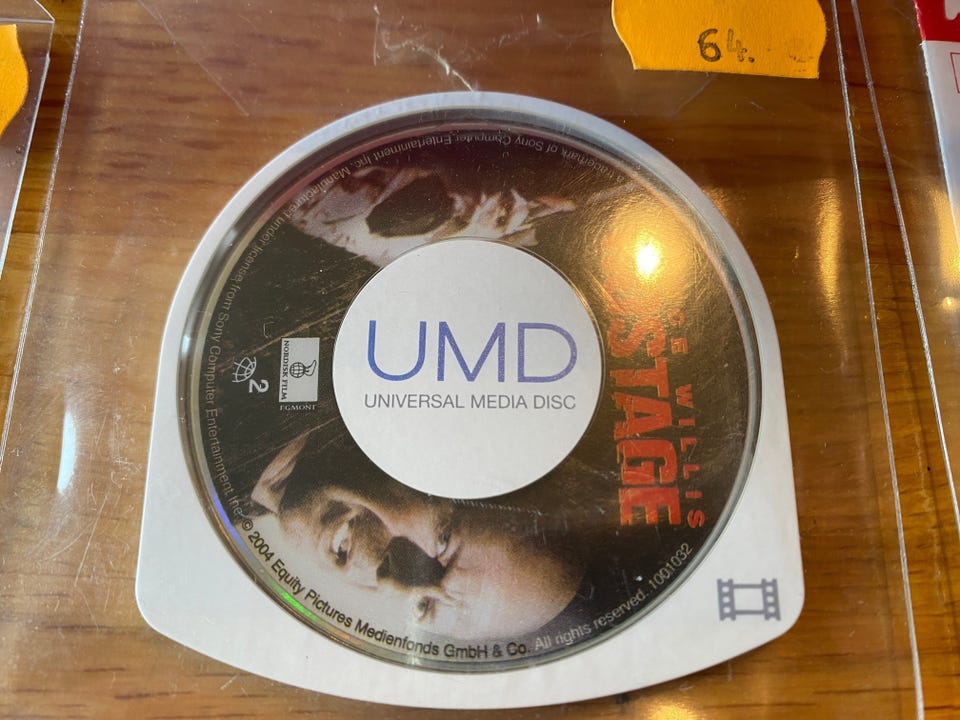 64.
UMD
UNIVERSAL MEDIA DISC
WILLIS
STAGE
NORDISK FILM
EGMONT
2
trademark of Sony Computer Entertainment Inc. Manufactured under license from Sony Computer Entertainment Inc. © 2004 Equity Pictures Medienfonds GmbH & Co. All rights reserved. 1001032